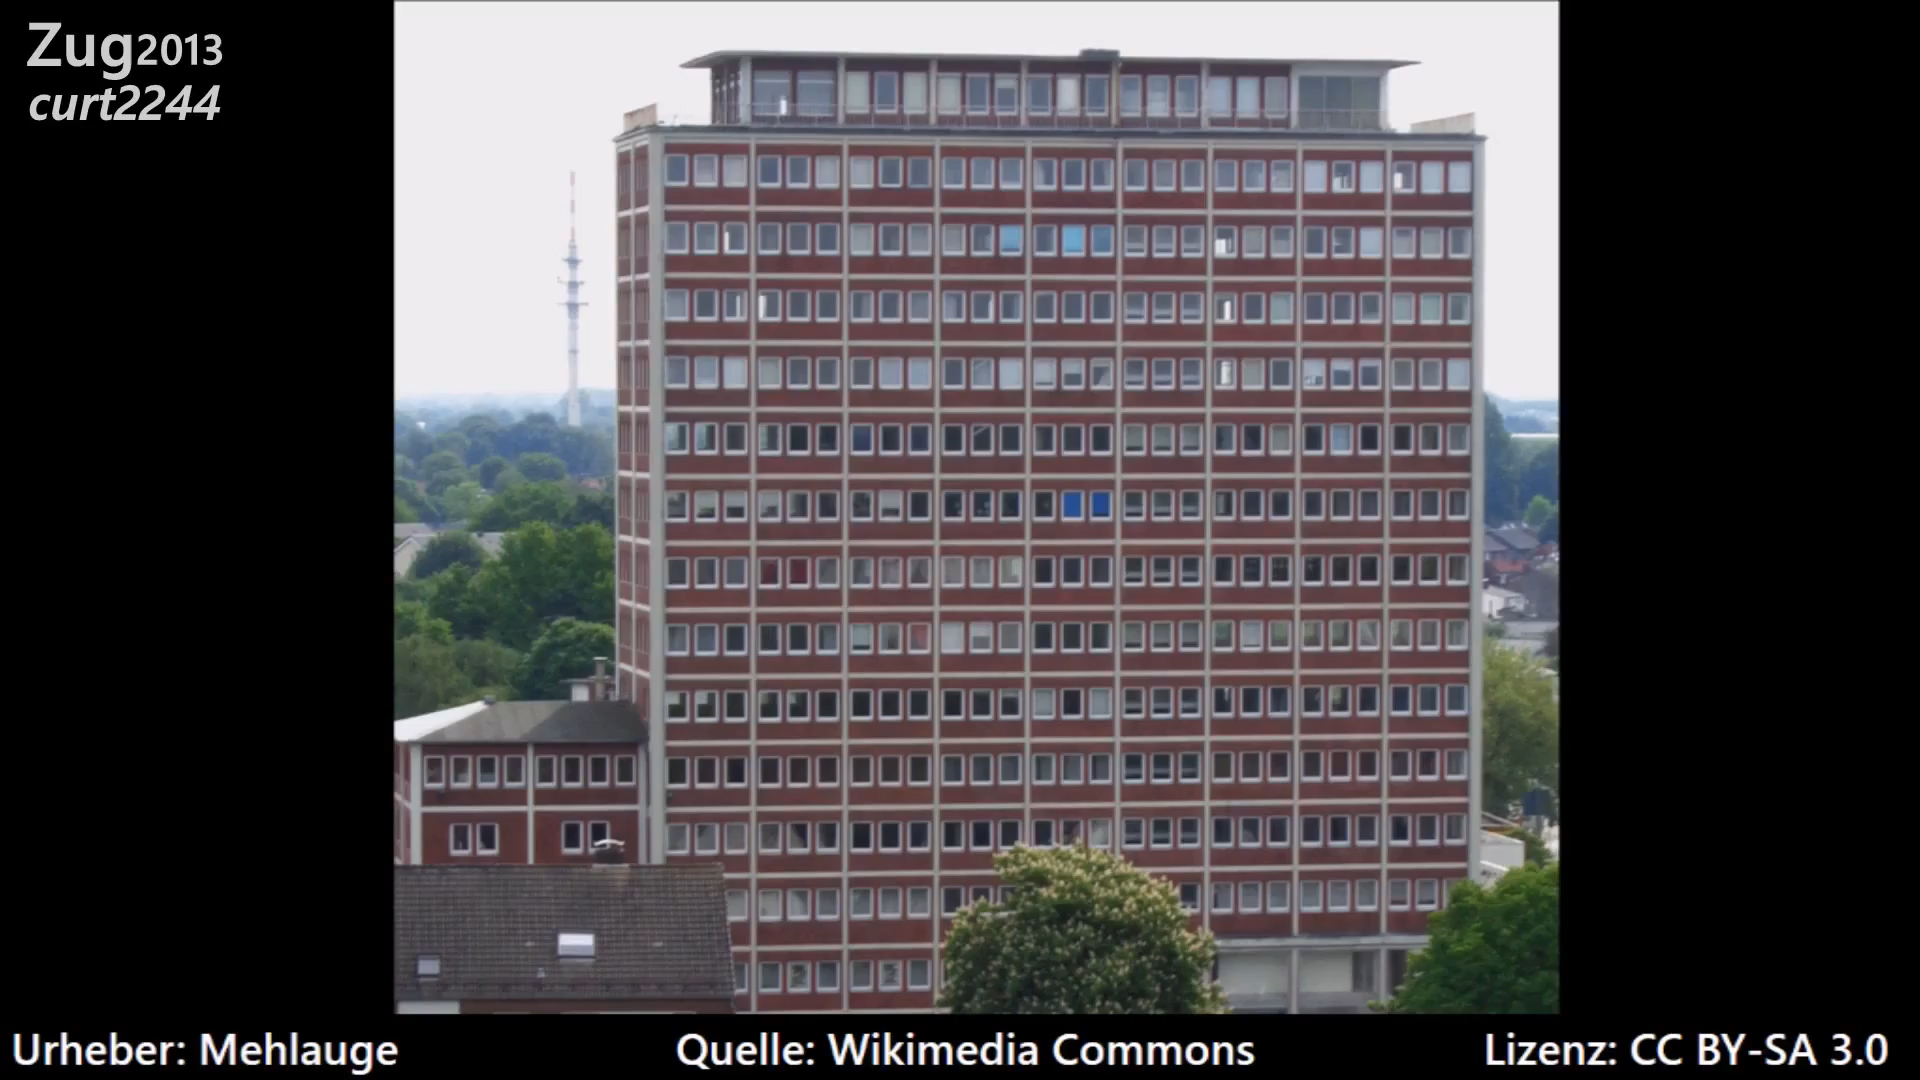 Zug2013
curt2244
Urheber: Mehlauge
Quelle: Wikimedia Commons
Lizenz: CC BY-SA 3.0